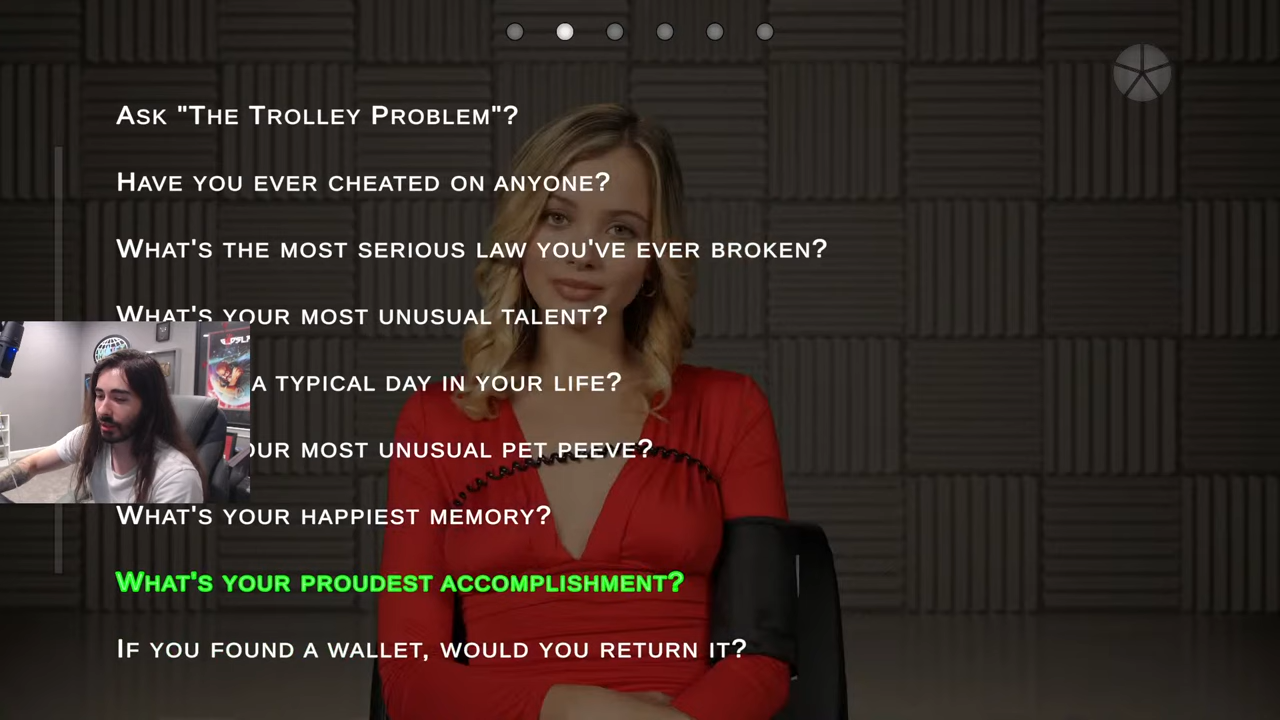 Ask "The Trolley Problem"?
Have you ever cheated on anyone?
What's the most serious law you've ever broken?
What's your most unusual talent?
a typical day in your life?
our most unusual pet peeve?
What's your happiest memory?
What's your proudest accomplishment?
If you found a wallet, would you return it?